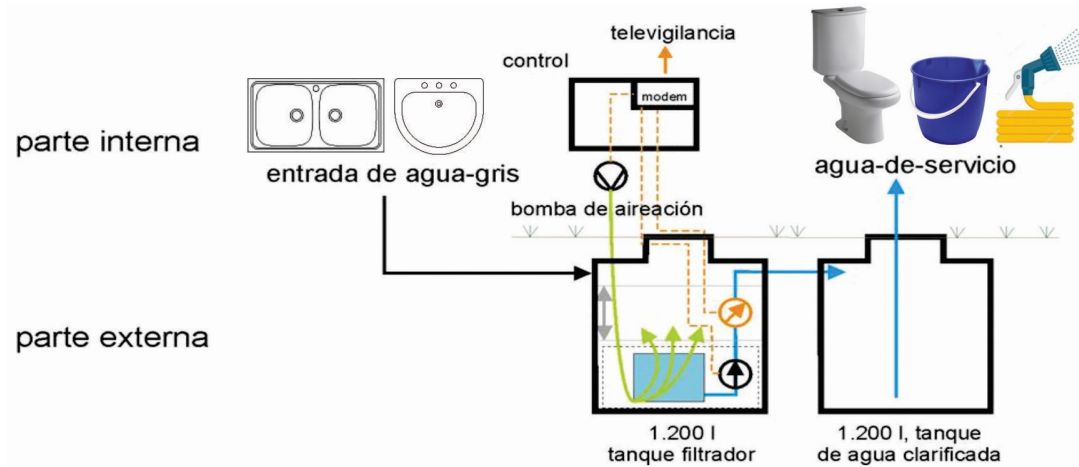 televigilancia
control
modem
parte interna
entrada de agua-gris
agua-de-servicio
bomba de aireación
parte externa
1.200 l
tanque filtrador
1.200 l, tanque
de agua clarificada